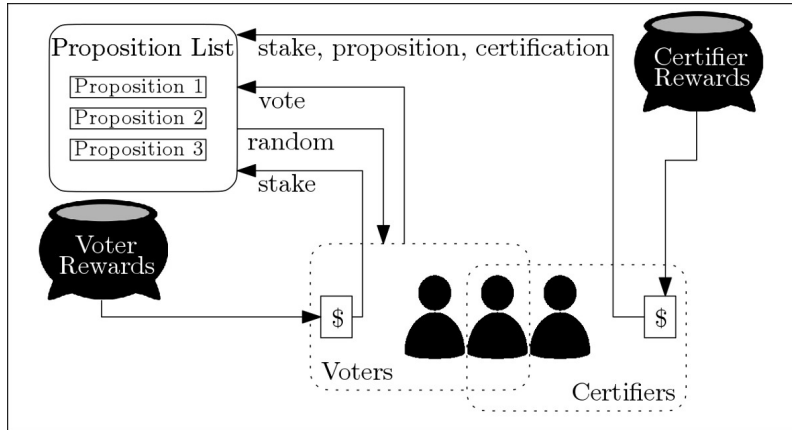 Proposition List
stake, proposition, certification
Certifier
Rewards
Proposition 1
vote
Proposition 2
random
Proposition 3
stake
Voter
Rewards
$
$
Voters
Certifiers